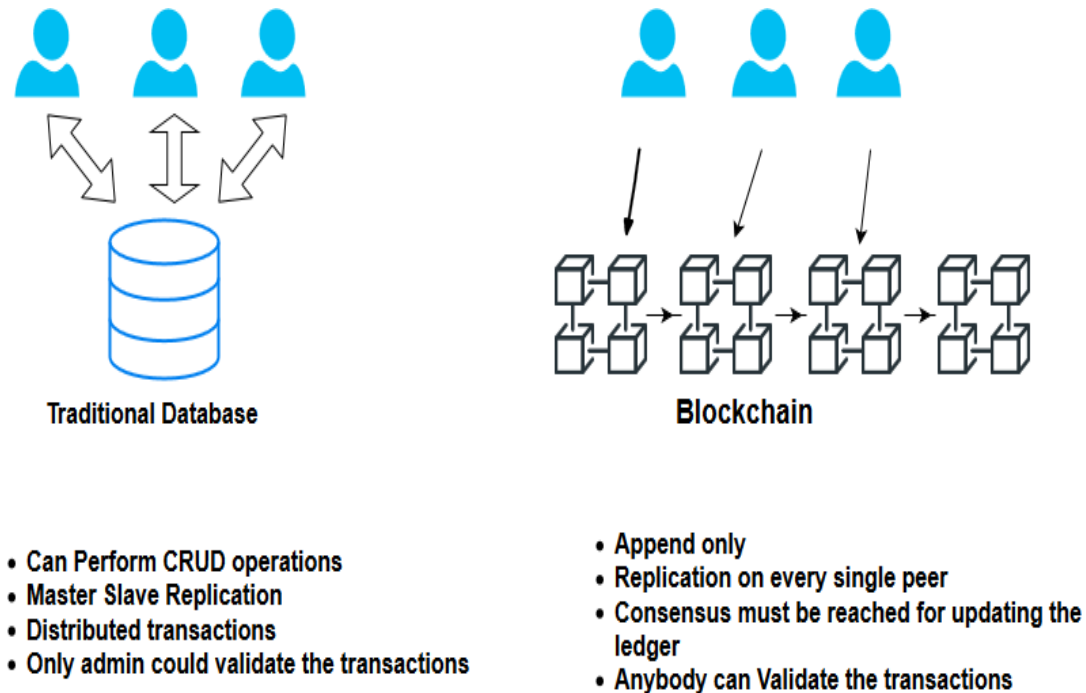 Traditional Database
Blockchain
• Can Perform CRUD operations
• Master Slave Replication
• Distributed transactions
• Only admin could validate the transactions
• Append only
• Replication on every single peer
• Consensus must be reached for updating the
ledger
• Anybody can Validate the transactions